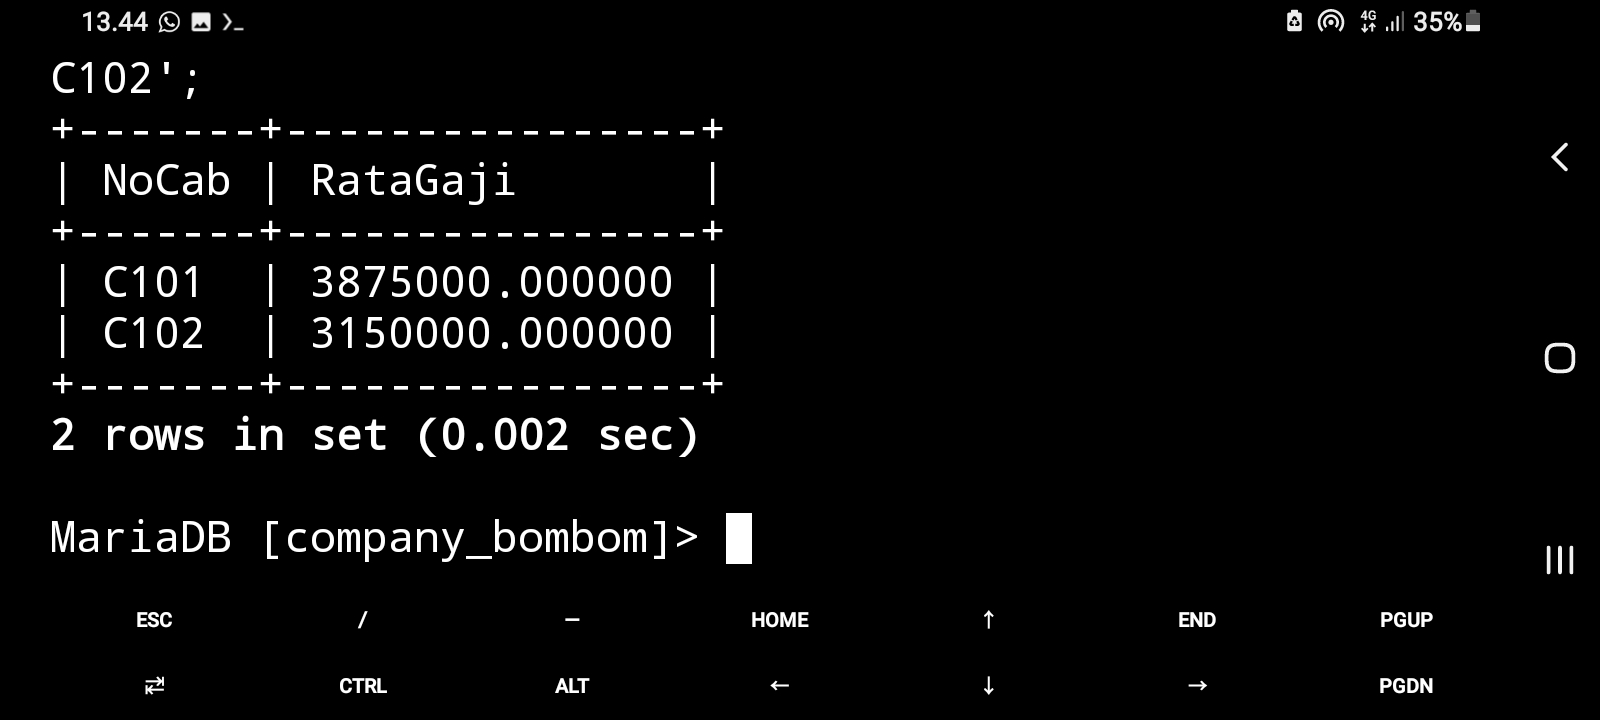 13.44 4G 35%
C102';
+-------+----------------+
| NoCab | RataGaji       |
+-------+----------------+
| C101  | 3875000.000000 |
| C102  | 3150000.000000 |
+-------+----------------+
2 rows in set (0.002 sec)
MariaDB [company_bombom]>
ESC / — HOME ↑ END PGUP
⇄ CTRL ALT ← ↓ → PGDN